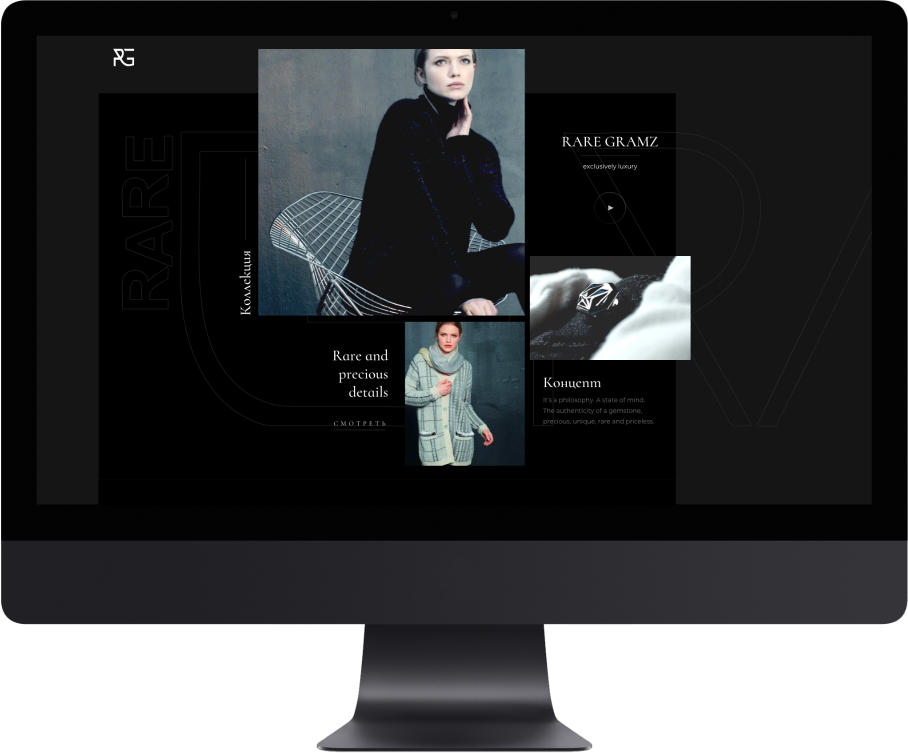 RG
RARE
Коллекция
RARE GRAMZ
exclusively luxury
Rare and
precious
details
СМОТРЕТЬ
Концепт
It's a philosophy. A state of mind.
The authenticity of a gemstone,
precious, unique, rare and priceless.